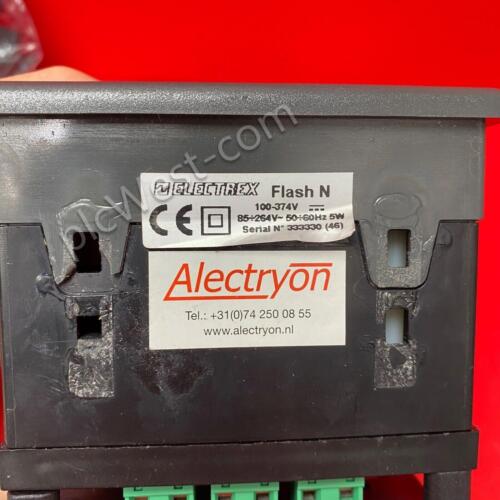 ELECTREX Flash N
100-374V
85÷264V~ 50÷60Hz 5W
CE Serial N° 333330 (46)
Alectryon
Tel.: +31(0)74 250 08 55
www.alectryon.nl
plcWest-com.com